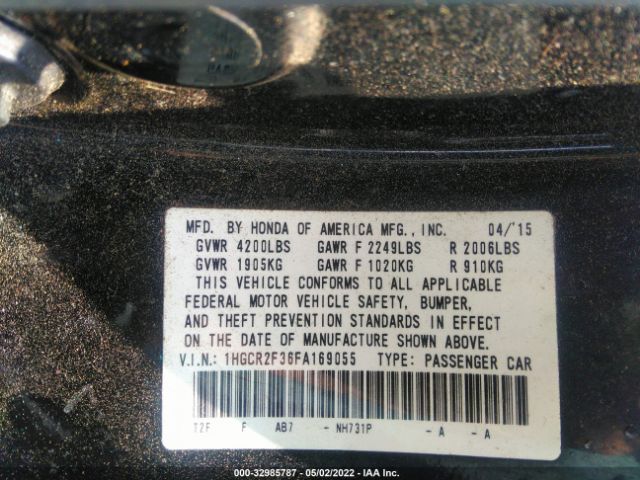 MFD. BY HONDA OF AMERICA MFG., INC. 04/'15
GVWR 4200LBS GAWR F 2249LBS R 2006LBS
GVWR 1905KG GAWR F 1020KG R 910KG
THIS VEHICLE CONFORMS TO ALL APPLICABLE
FEDERAL MOTOR VEHICLE SAFETY, BUMPER,
AND THEFT PREVENTION STANDARDS IN EFFECT
ON THE DATE OF MANUFACTURE SHOWN ABOVE.
V.I.N.: 1HGCR2F36FA169055 TYPE: PASSENGER CAR
T2F F AB7 - NH731P - A - A
000-32985787 - 05/02/2022 - IAA Inc.